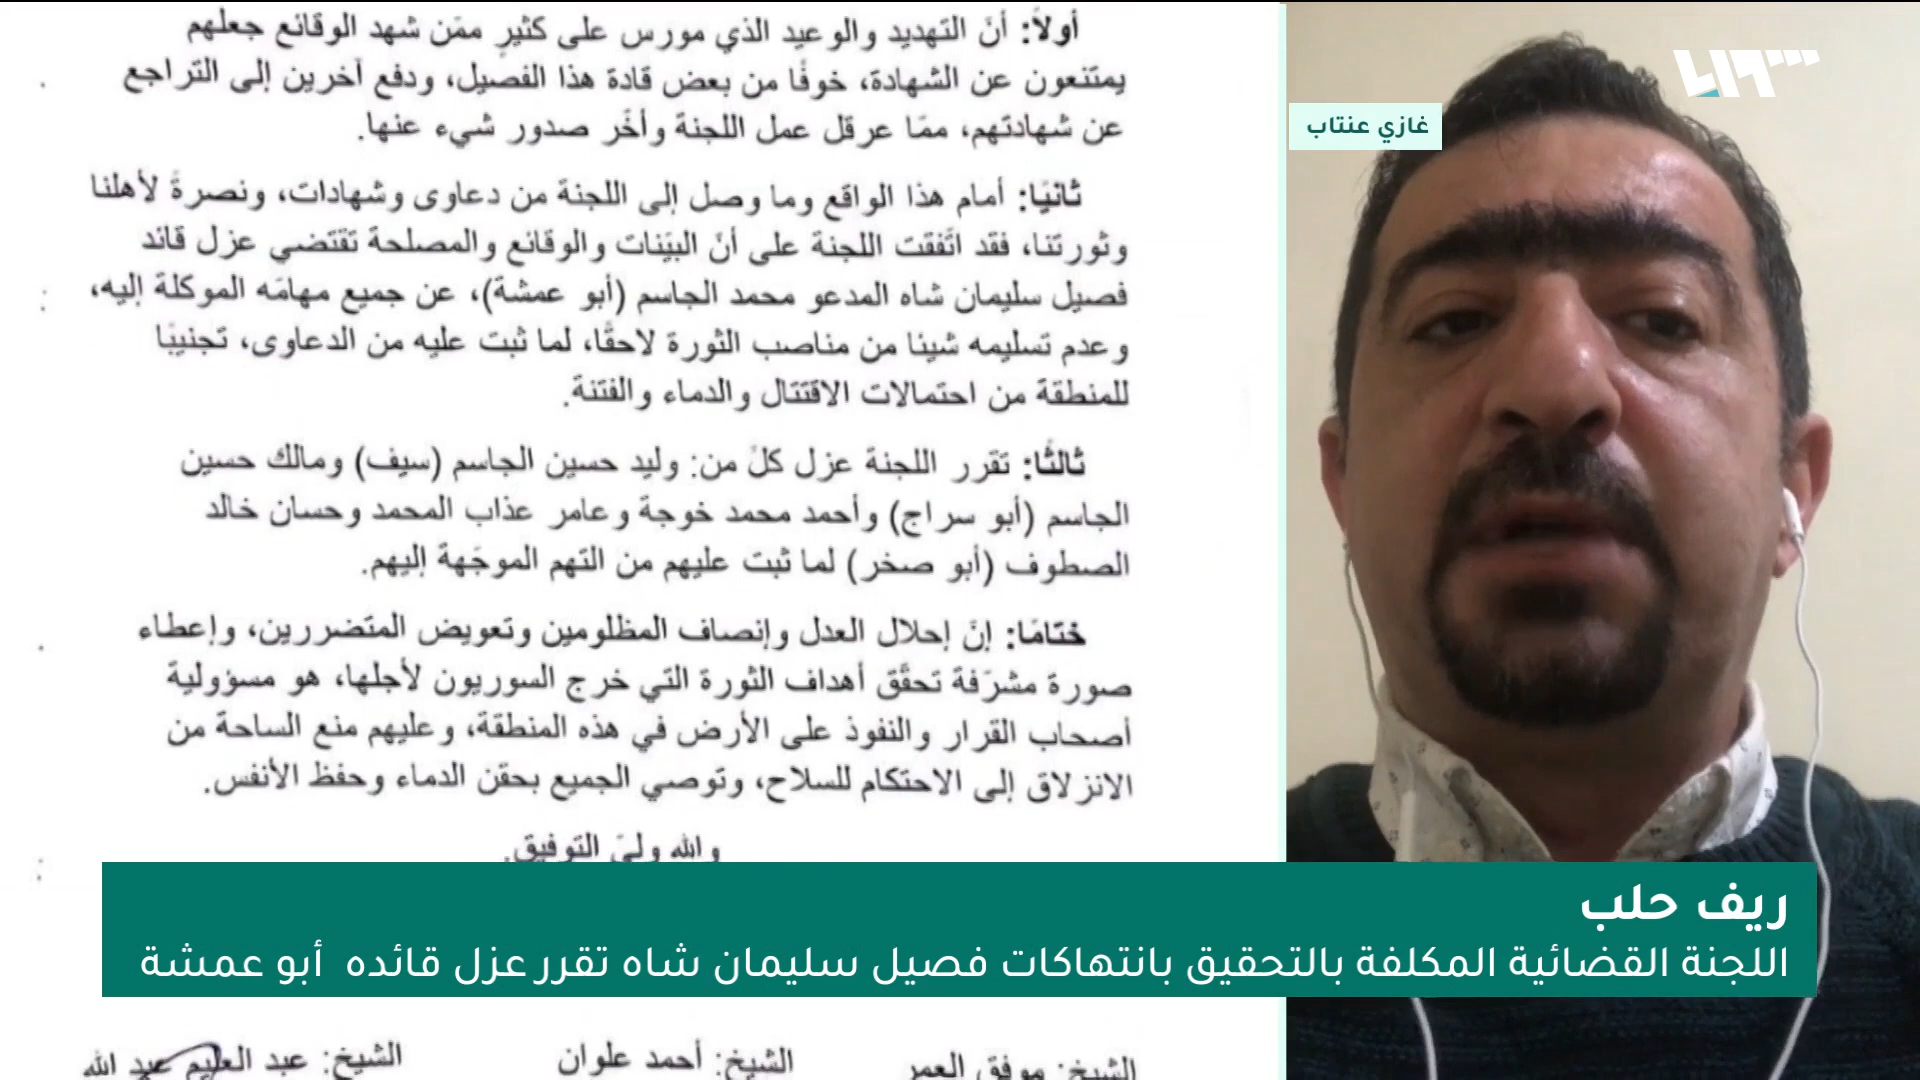 أولاً: أنّ التهديد والوعيد الذي مورس على كثيرٍ ممّن شهد الوقائع جعلهم
يمتنعون عن الشهادة، خوفًا من بعض قادة هذا الفصيل، ودفع آخرين إلى التراجع
عن شهادتهم، ممّا عرقل عمل اللجنة وأخّر صدور شيء عنها.
ثانيًا: أمام هذا الواقع وما وصل إلى اللجنة من دعاوى وشهادات، ونصرةً لأهلنا
وثورتنا، فقد اتّفقت اللجنة على أنّ البيّنات والوقائع والمصلحة تقتضي عزل قائد
فصيل سليمان شاه المدعو محمد الجاسم (أبو عمشة)، عن جميع مهامّه الموكلة إليه،
وعدم تسليمه شيئا من مناصب الثورة لاحقًا، لما ثبت عليه من الدعاوى، تجنيبًا
للمنطقة من احتمالات الاقتتال والدماء والفتنة.
ثالثًا: تقرر اللجنة عزل كلّ من: وليد حسين الجاسم (سيف) ومالك حسين
الجاسم (أبو سراج) وأحمد محمد خوجة وعامر عذاب المحمد وحسان خالد
الصطوف (أبو صخر) لما ثبت عليهم من التهم الموجّهة إليهم.
ختامًا: إنّ إحلال العدل وإنصاف المظلومين وتعويض المتضررين، وإعطاء
صورة مشرّفة تحقّق أهداف الثورة التي خرج السوريون لأجلها، هو مسؤولية
أصحاب القرار والنفوذ على الأرض في هذه المنطقة، وعليهم منع الساحة من
الانزلاق إلى الاحتكام للسلاح، وتوصي الجميع بحقن الدماء وحفظ الأنفس.
والله وليّ التوفيق.
الشيخ: موفق العمر الشيخ: أحمد علوان الشيخ: عبد العليم عبد الله
غازي عنتاب
ريف حلب
اللجنة القضائية المكلفة بالتحقيق بانتهاكات فصيل سليمان شاه تقرر عزل قائده أبو عمشة